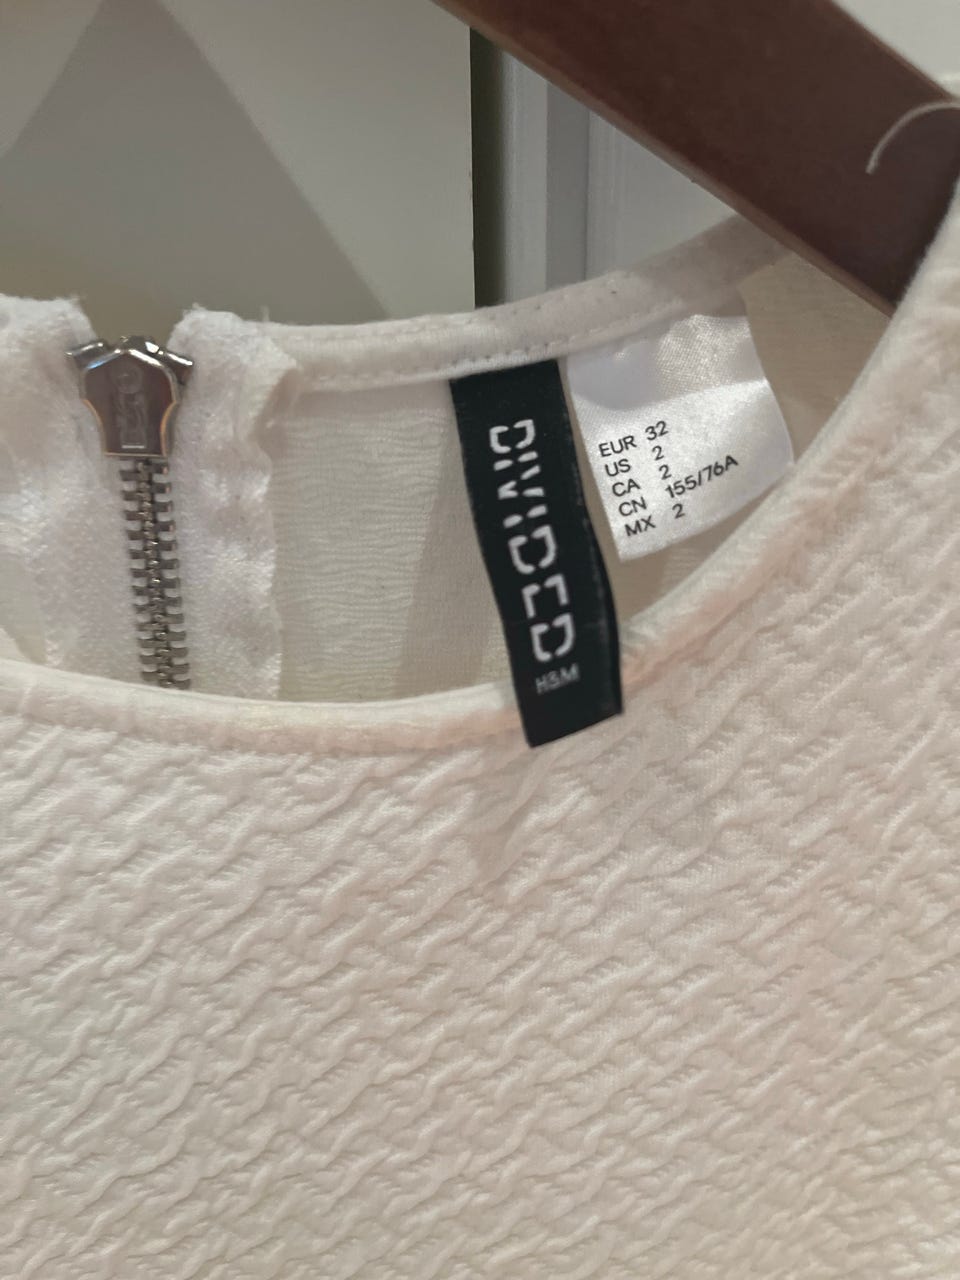 DIVIDED
H&M
EUR 32
US 2
CA 2
CN 155/76A
MX 2